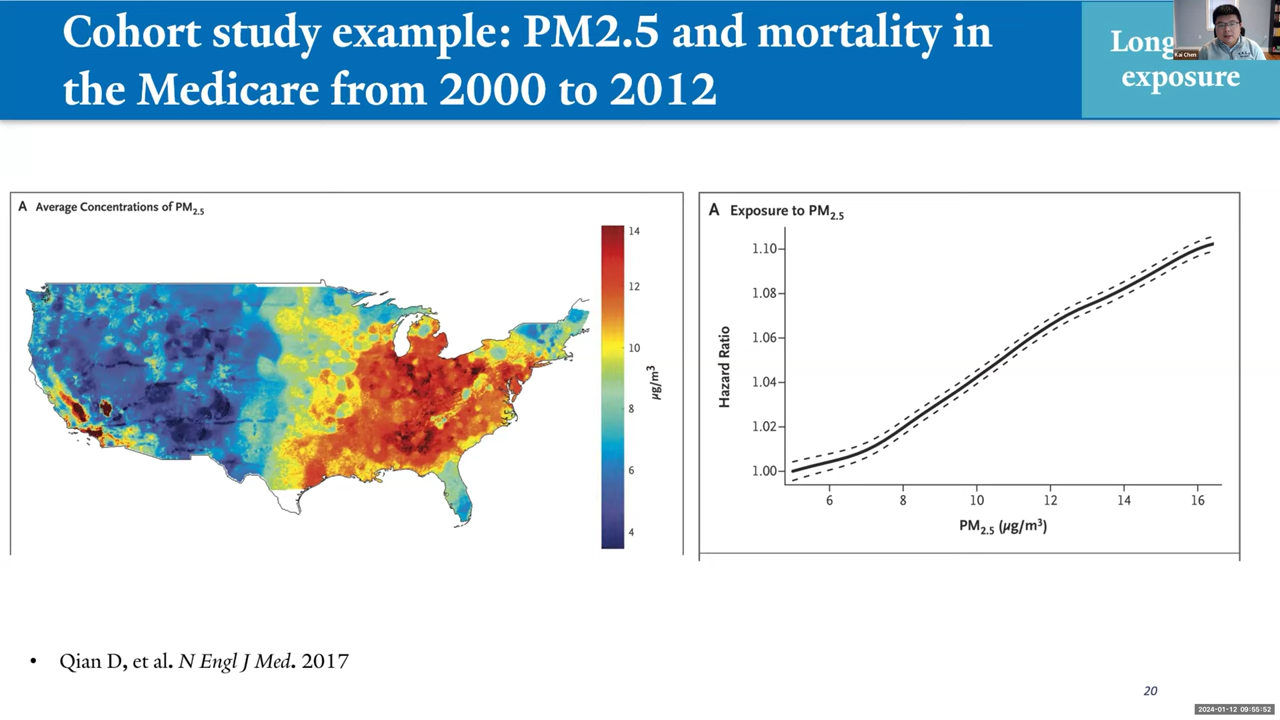 Cohort study example: PM2.5 and mortality in
the Medicare from 2000 to 2012
Long
exposure
Kai Chen
A Average Concentrations of PM2.5
14
12
10
8
6
4
µg/m³
A Exposure to PM2.5
1.10
1.08
1.06
1.04
1.02
1.00
Hazard Ratio
6 8 10 12 14 16
PM2.5 (µg/m³)
• Qian D, et al. N Engl J Med. 2017
20
2024-01-12 09:55:52